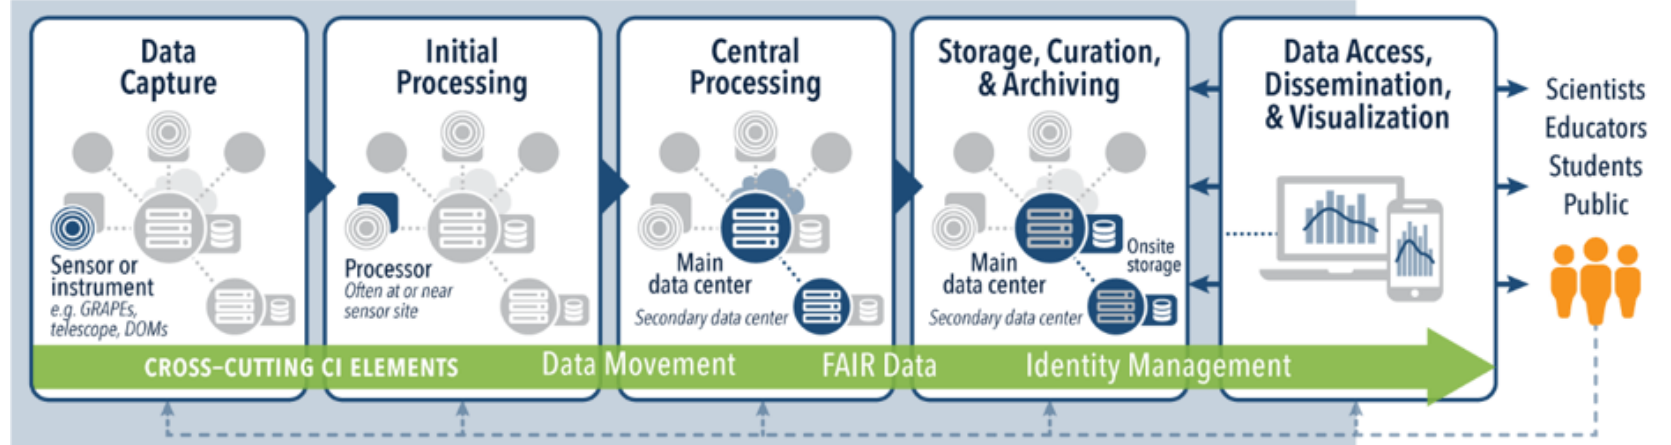 Data
Capture
Sensor or
instrument
e.g. GRAPEs,
telescope, DOMs
Initial
Processing
Processor
Often at or near
sensor site
Central
Processing
Main
data center
Secondary data center
Storage, Curation,
& Archiving
Onsite
storage
Main
data center
Secondary data center
Data Access,
Dissemination,
& Visualization
Scientists
Educators
Students
Public
CROSS–CUTTING CI ELEMENTS
Data Movement
FAIR Data
Identity Management